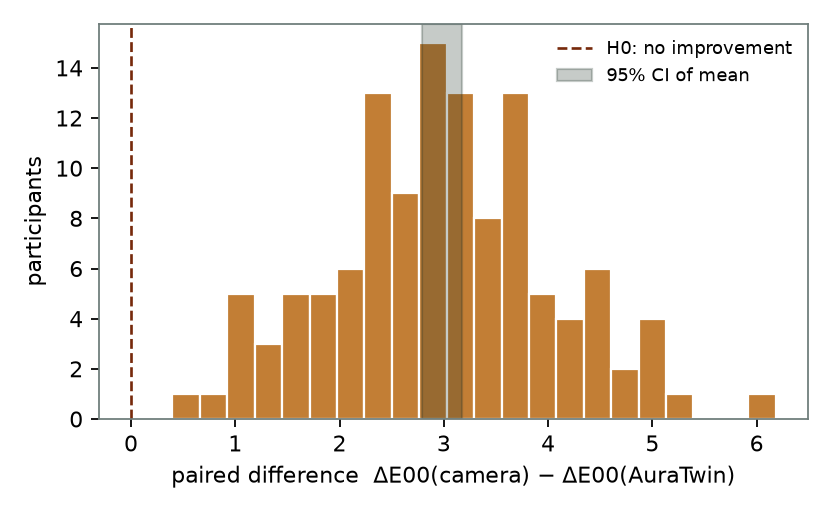 H0: no improvement
95% CI of mean
participants
14
12
10
8
6
4
2
0
0 1 2 3 4 5 6
paired difference ΔE00(camera) − ΔE00(AuraTwin)